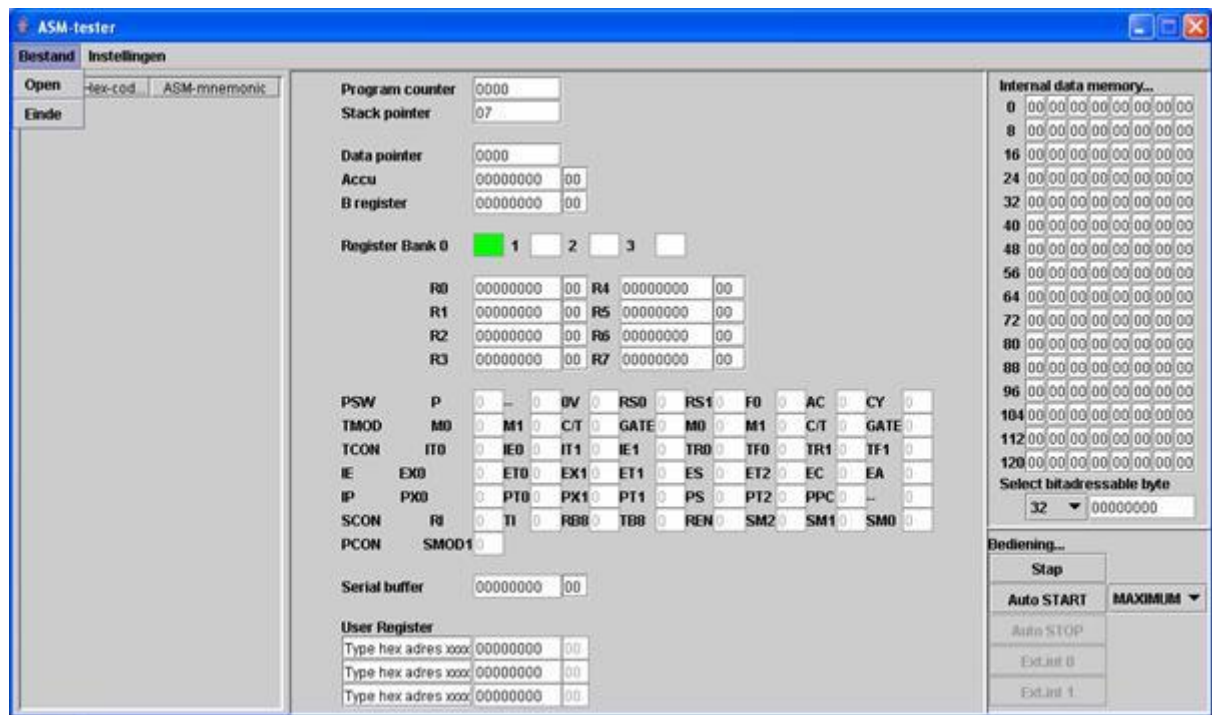 ASM-tester
Bestand Instellingen
Open
Einde
Hex-cod... ASM-mnemonic
Program counter 0000
Stack pointer 07
Data pointer 0000
Accu 00000000 00
B register 00000000 00
Register Bank 0 1 2 3
R0 00000000 00 R4 00000000 00
R1 00000000 00 R5 00000000 00
R2 00000000 00 R6 00000000 00
R3 00000000 00 R7 00000000 00
PSW P 0 -- 0 0V 0 RS0 0 RS1 0 F0 0 AC 0 CY 0
TMOD M0 0 M1 0 C/T 0 GATE 0 M0 0 M1 0 C/T 0 GATE 0
TCON IT0 0 IE0 0 IT1 0 IE1 0 TR0 0 TF0 0 TR1 0 TF1 0
IE EX0 0 ET0 0 EX1 0 ET1 0 ES 0 ET2 0 EC 0 EA 0
IP PX0 0 PT0 0 PX1 0 PT1 0 PS 0 PT2 0 PPC 0 -- 0
SCON RI 0 TI 0 RB8 0 TB8 0 REN 0 SM2 0 SM1 0 SM0 0
PCON SMOD1 0
Serial buffer 00000000 00
User Register
Type hex adres xxxx 00000000 00
Type hex adres xxxx 00000000 00
Type hex adres xxxx 00000000 00
Internal data memory...
0 00 00 00 00 00 00 00 00
8 00 00 00 00 00 00 00 00
16 00 00 00 00 00 00 00 00
24 00 00 00 00 00 00 00 00
32 00 00 00 00 00 00 00 00
40 00 00 00 00 00 00 00 00
48 00 00 00 00 00 00 00 00
56 00 00 00 00 00 00 00 00
64 00 00 00 00 00 00 00 00
72 00 00 00 00 00 00 00 00
80 00 00 00 00 00 00 00 00
88 00 00 00 00 00 00 00 00
96 00 00 00 00 00 00 00 00
104 00 00 00 00 00 00 00 00
112 00 00 00 00 00 00 00 00
120 00 00 00 00 00 00 00 00
Select bitadressable byte
32 00000000
Bediening...
Stap
Auto START MAXIMUM
Auto STOP
Ext.int 0
Ext.int 1